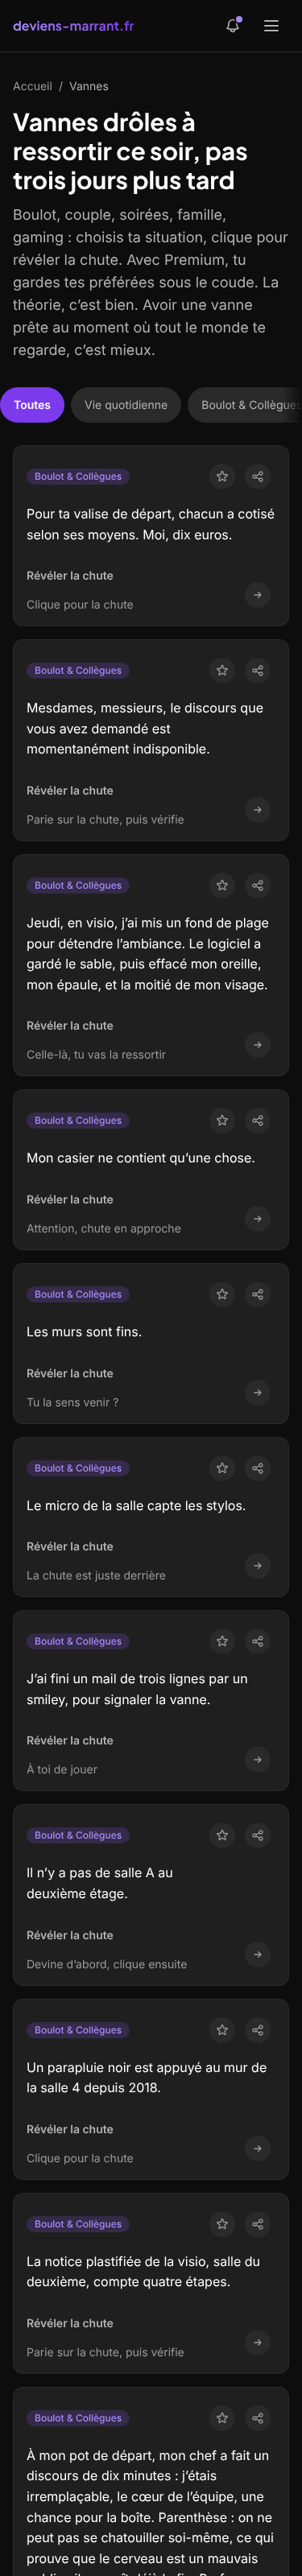 deviens-marrant.fr
Accueil / Vannes
Vannes drôles à
ressortir ce soir, pas
trois jours plus tard
Boulot, couple, soirées, famille,
gaming : choisis ta situation, clique pour
révéler la chute. Avec Premium, tu
gardes tes préférées sous le coude. La
théorie, c’est bien. Avoir une vanne
prête au moment où tout le monde te
regarde, c’est mieux.
Toutes
Vie quotidienne
Boulot & Collègues
Boulot & Collègues
Pour ta valise de départ, chacun a cotisé
selon ses moyens. Moi, dix euros.
Révéler la chute
Clique pour la chute
Boulot & Collègues
Mesdames, messieurs, le discours que
vous avez demandé est
momentanément indisponible.
Révéler la chute
Parie sur la chute, puis vérifie
Boulot & Collègues
Jeudi, en visio, j’ai mis un fond de plage
pour détendre l’ambiance. Le logiciel a
gardé le sable, puis effacé mon oreille,
mon épaule, et la moitié de mon visage.
Révéler la chute
Celle-là, tu vas la ressortir
Boulot & Collègues
Mon casier ne contient qu’une chose.
Révéler la chute
Attention, chute en approche
Boulot & Collègues
Les murs sont fins.
Révéler la chute
Tu la sens venir ?
Boulot & Collègues
Le micro de la salle capte les stylos.
Révéler la chute
La chute est juste derrière
Boulot & Collègues
J’ai fini un mail de trois lignes par un
smiley, pour signaler la vanne.
Révéler la chute
À toi de jouer
Boulot & Collègues
Il n’y a pas de salle A au
deuxième étage.
Révéler la chute
Devine d’abord, clique ensuite
Boulot & Collègues
Un parapluie noir est appuyé au mur de
la salle 4 depuis 2018.
Révéler la chute
Clique pour la chute
Boulot & Collègues
La notice plastifiée de la visio, salle du
deuxième, compte quatre étapes.
Révéler la chute
Parie sur la chute, puis vérifie
Boulot & Collègues
À mon pot de départ, mon chef a fait un
discours de dix minutes : j’étais
irremplaçable, le cœur de l’équipe, une
chance pour la boîte. Parenthèse : on ne
peut pas se chatouiller soi-même, ce qui
prouve que le cerveau est un mauvais